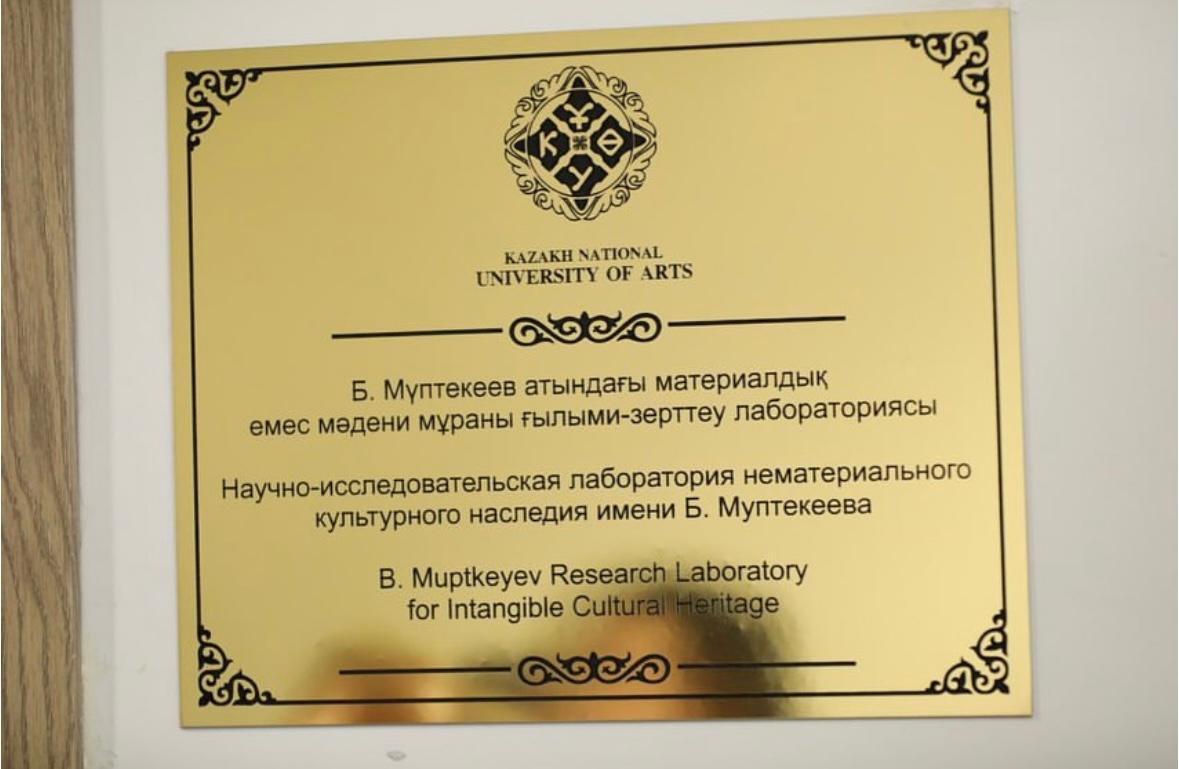 Қ Ұ Ө У
KAZAKH NATIONAL
UNIVERSITY OF ARTS
Б. Мүптекеев атындағы материалдық
емес мәдени мұраны ғылыми-зерттеу лабораториясы
Научно-исследовательская лаборатория нематериального
культурного наследия имени Б. Муптекеева
B. Muptkeyev Research Laboratory
for Intangible Cultural Heritage